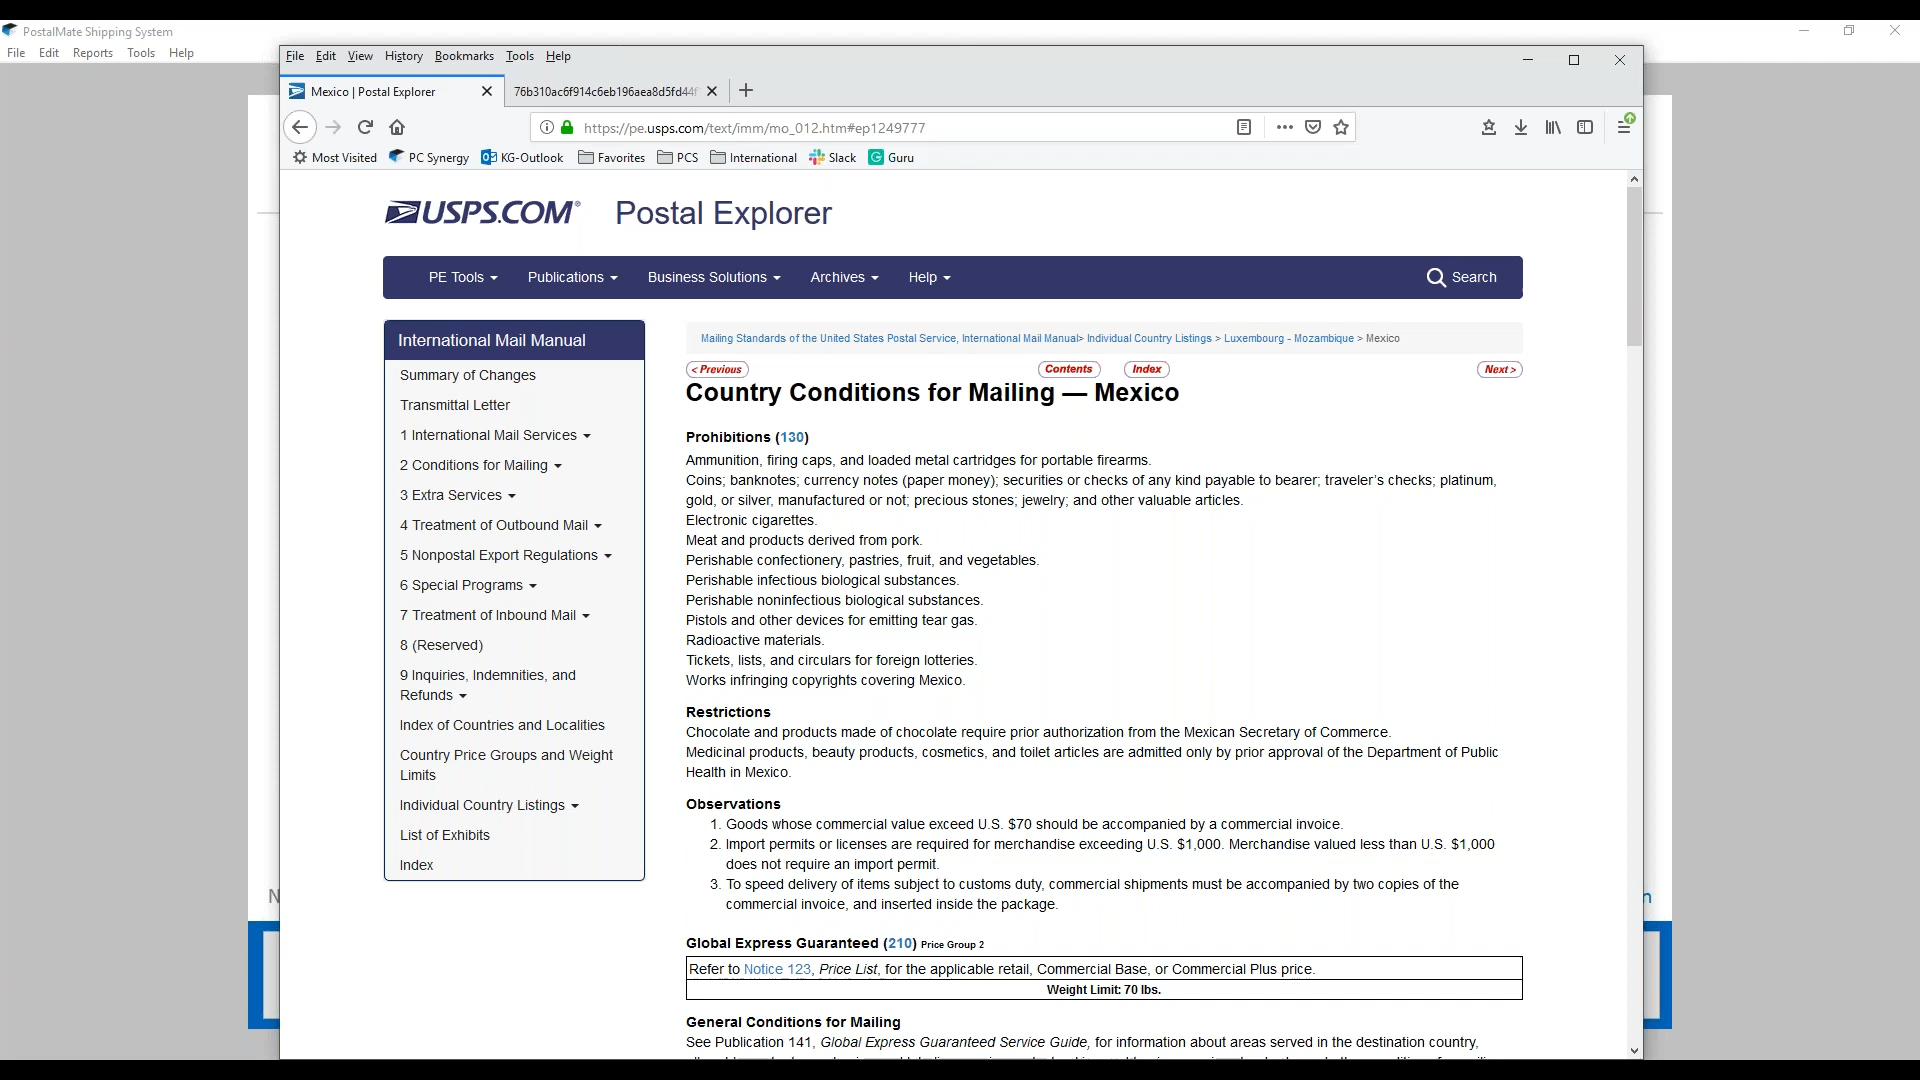 PostalMate Shipping System
File Edit Reports Tools Help
File Edit View History Bookmarks Tools Help
Mexico | Postal Explorer
76b310ac6f914c6eb196aea8d5fd44f
https://pe.usps.com/text/imm/mo_012.htm#ep1249777
Most Visited PC Synergy KG-Outlook Favorites PCS International Slack Guru
USPS.COM® Postal Explorer
PE Tools Publications Business Solutions Archives Help Search
International Mail Manual
Summary of Changes
Transmittal Letter
1 International Mail Services
2 Conditions for Mailing
3 Extra Services
4 Treatment of Outbound Mail
5 Nonpostal Export Regulations
6 Special Programs
7 Treatment of Inbound Mail
8 (Reserved)
9 Inquiries, Indemnities, and
Refunds
Index of Countries and Localities
Country Price Groups and Weight
Limits
Individual Country Listings
List of Exhibits
Index
Mailing Standards of the United States Postal Service, International Mail Manual> Individual Country Listings > Luxembourg - Mozambique > Mexico
< Previous Contents Index Next >
Country Conditions for Mailing — Mexico
Prohibitions (130)
Ammunition, firing caps, and loaded metal cartridges for portable firearms.
Coins; banknotes; currency notes (paper money); securities or checks of any kind payable to bearer; traveler's checks; platinum,
gold, or silver, manufactured or not; precious stones; jewelry; and other valuable articles.
Electronic cigarettes.
Meat and products derived from pork.
Perishable confectionery, pastries, fruit, and vegetables.
Perishable infectious biological substances.
Perishable noninfectious biological substances.
Pistols and other devices for emitting tear gas.
Radioactive materials.
Tickets, lists, and circulars for foreign lotteries.
Works infringing copyrights covering Mexico.
Restrictions
Chocolate and products made of chocolate require prior authorization from the Mexican Secretary of Commerce.
Medicinal products, beauty products, cosmetics, and toilet articles are admitted only by prior approval of the Department of Public
Health in Mexico.
Observations
1. Goods whose commercial value exceed U.S. $70 should be accompanied by a commercial invoice.
2. Import permits or licenses are required for merchandise exceeding U.S. $1,000. Merchandise valued less than U.S. $1,000
does not require an import permit.
3. To speed delivery of items subject to customs duty, commercial shipments must be accompanied by two copies of the
commercial invoice, and inserted inside the package.
Global Express Guaranteed (210) Price Group 2
Refer to Notice 123, Price List, for the applicable retail, Commercial Base, or Commercial Plus price.
Weight Limit: 70 lbs.
General Conditions for Mailing
See Publication 141, Global Express Guaranteed Service Guide, for information about areas served in the destination country,